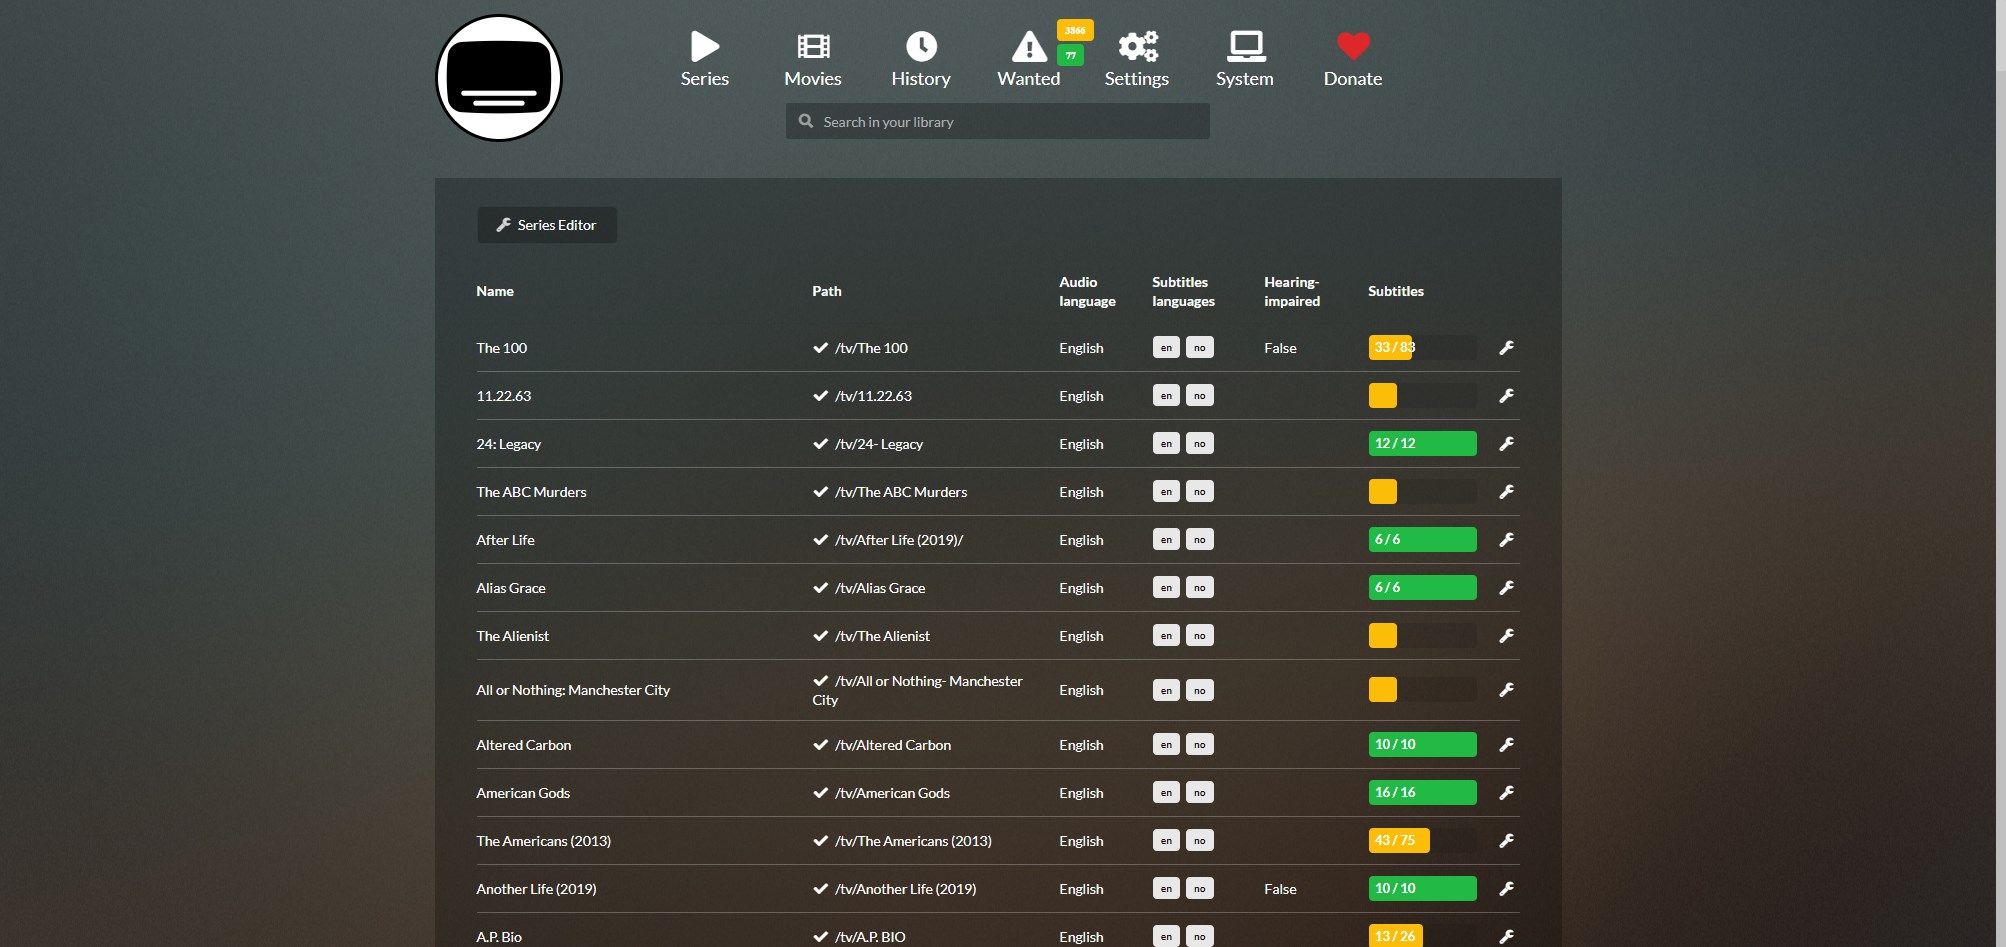 3866
77
Series Movies History Wanted Settings System Donate
Search in your library
Series Editor
Name Path Audio language Subtitles languages Hearing-impaired Subtitles
The 100 /tv/The 100 English en no False 33 / 83
11.22.63 /tv/11.22.63 English en no
24: Legacy /tv/24- Legacy English en no 12 / 12
The ABC Murders /tv/The ABC Murders English en no
After Life /tv/After Life (2019)/ English en no 6 / 6
Alias Grace /tv/Alias Grace English en no 6 / 6
The Alienist /tv/The Alienist English en no
All or Nothing: Manchester City /tv/All or Nothing- Manchester City English en no
Altered Carbon /tv/Altered Carbon English en no 10 / 10
American Gods /tv/American Gods English en no 16 / 16
The Americans (2013) /tv/The Americans (2013) English en no 43 / 75
Another Life (2019) /tv/Another Life (2019) English en no False 10 / 10
A.P. Bio /tv/A.P. BIO English en no 13 / 26